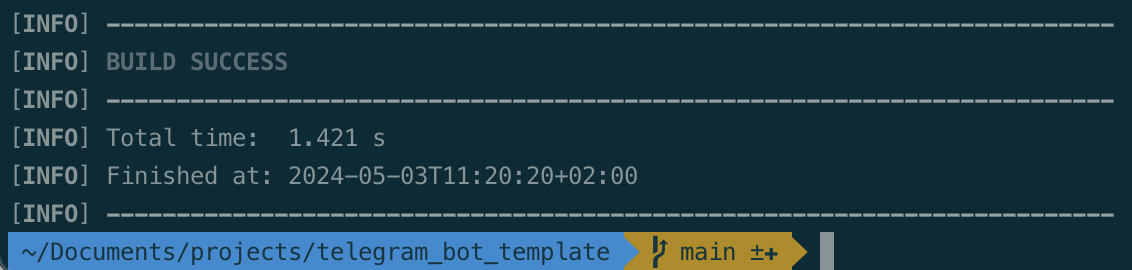 [INFO] ------------------------------------------------------------------------
[INFO] BUILD SUCCESS
[INFO] ------------------------------------------------------------------------
[INFO] Total time:  1.421 s
[INFO] Finished at: 2024-05-03T11:20:20+02:00
[INFO] ------------------------------------------------------------------------
~/Documents/projects/telegram_bot_template main ±✚